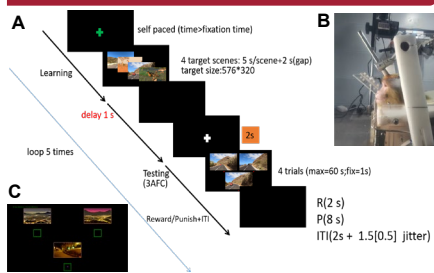 A
B
self paced (time>fixation time)
4 target scenes: 5 s/scene+2 s(gap)
target size:576*320
Learning
delay 1 s
2s
loop 5 times
Testing
(3AFC)
4 trials (max=60 s;fix=1s)
Reward/Punish+ITI
R(2 s)
P(8 s)
ITI(2s + 1.5[0.5] jitter)
C